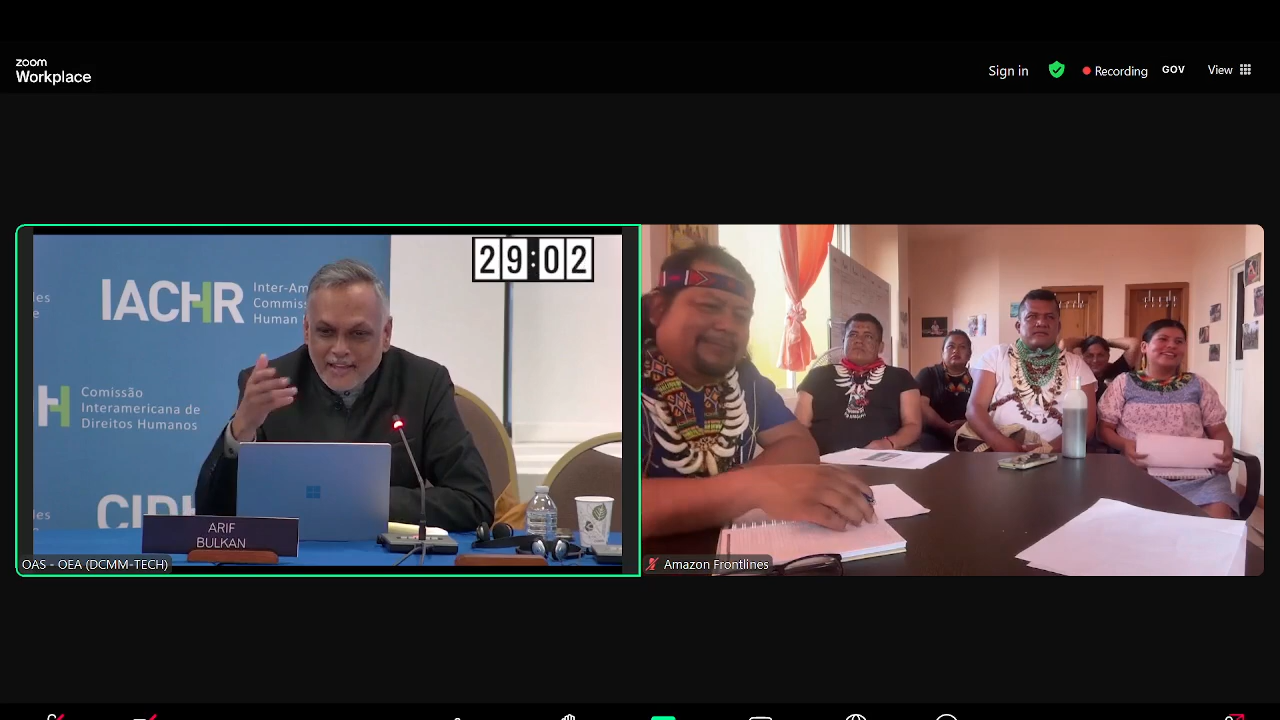 zoom
Workplace
Sign in
Recording
GOV
View
29:02
IACHR
Inter-Am
Commis
Human
Comissão
Interamericana de
Direitos Humanos
CIDH
ARIF
BULKAN
OAS - OEA (DCMM-TECH)
Amazon Frontlines